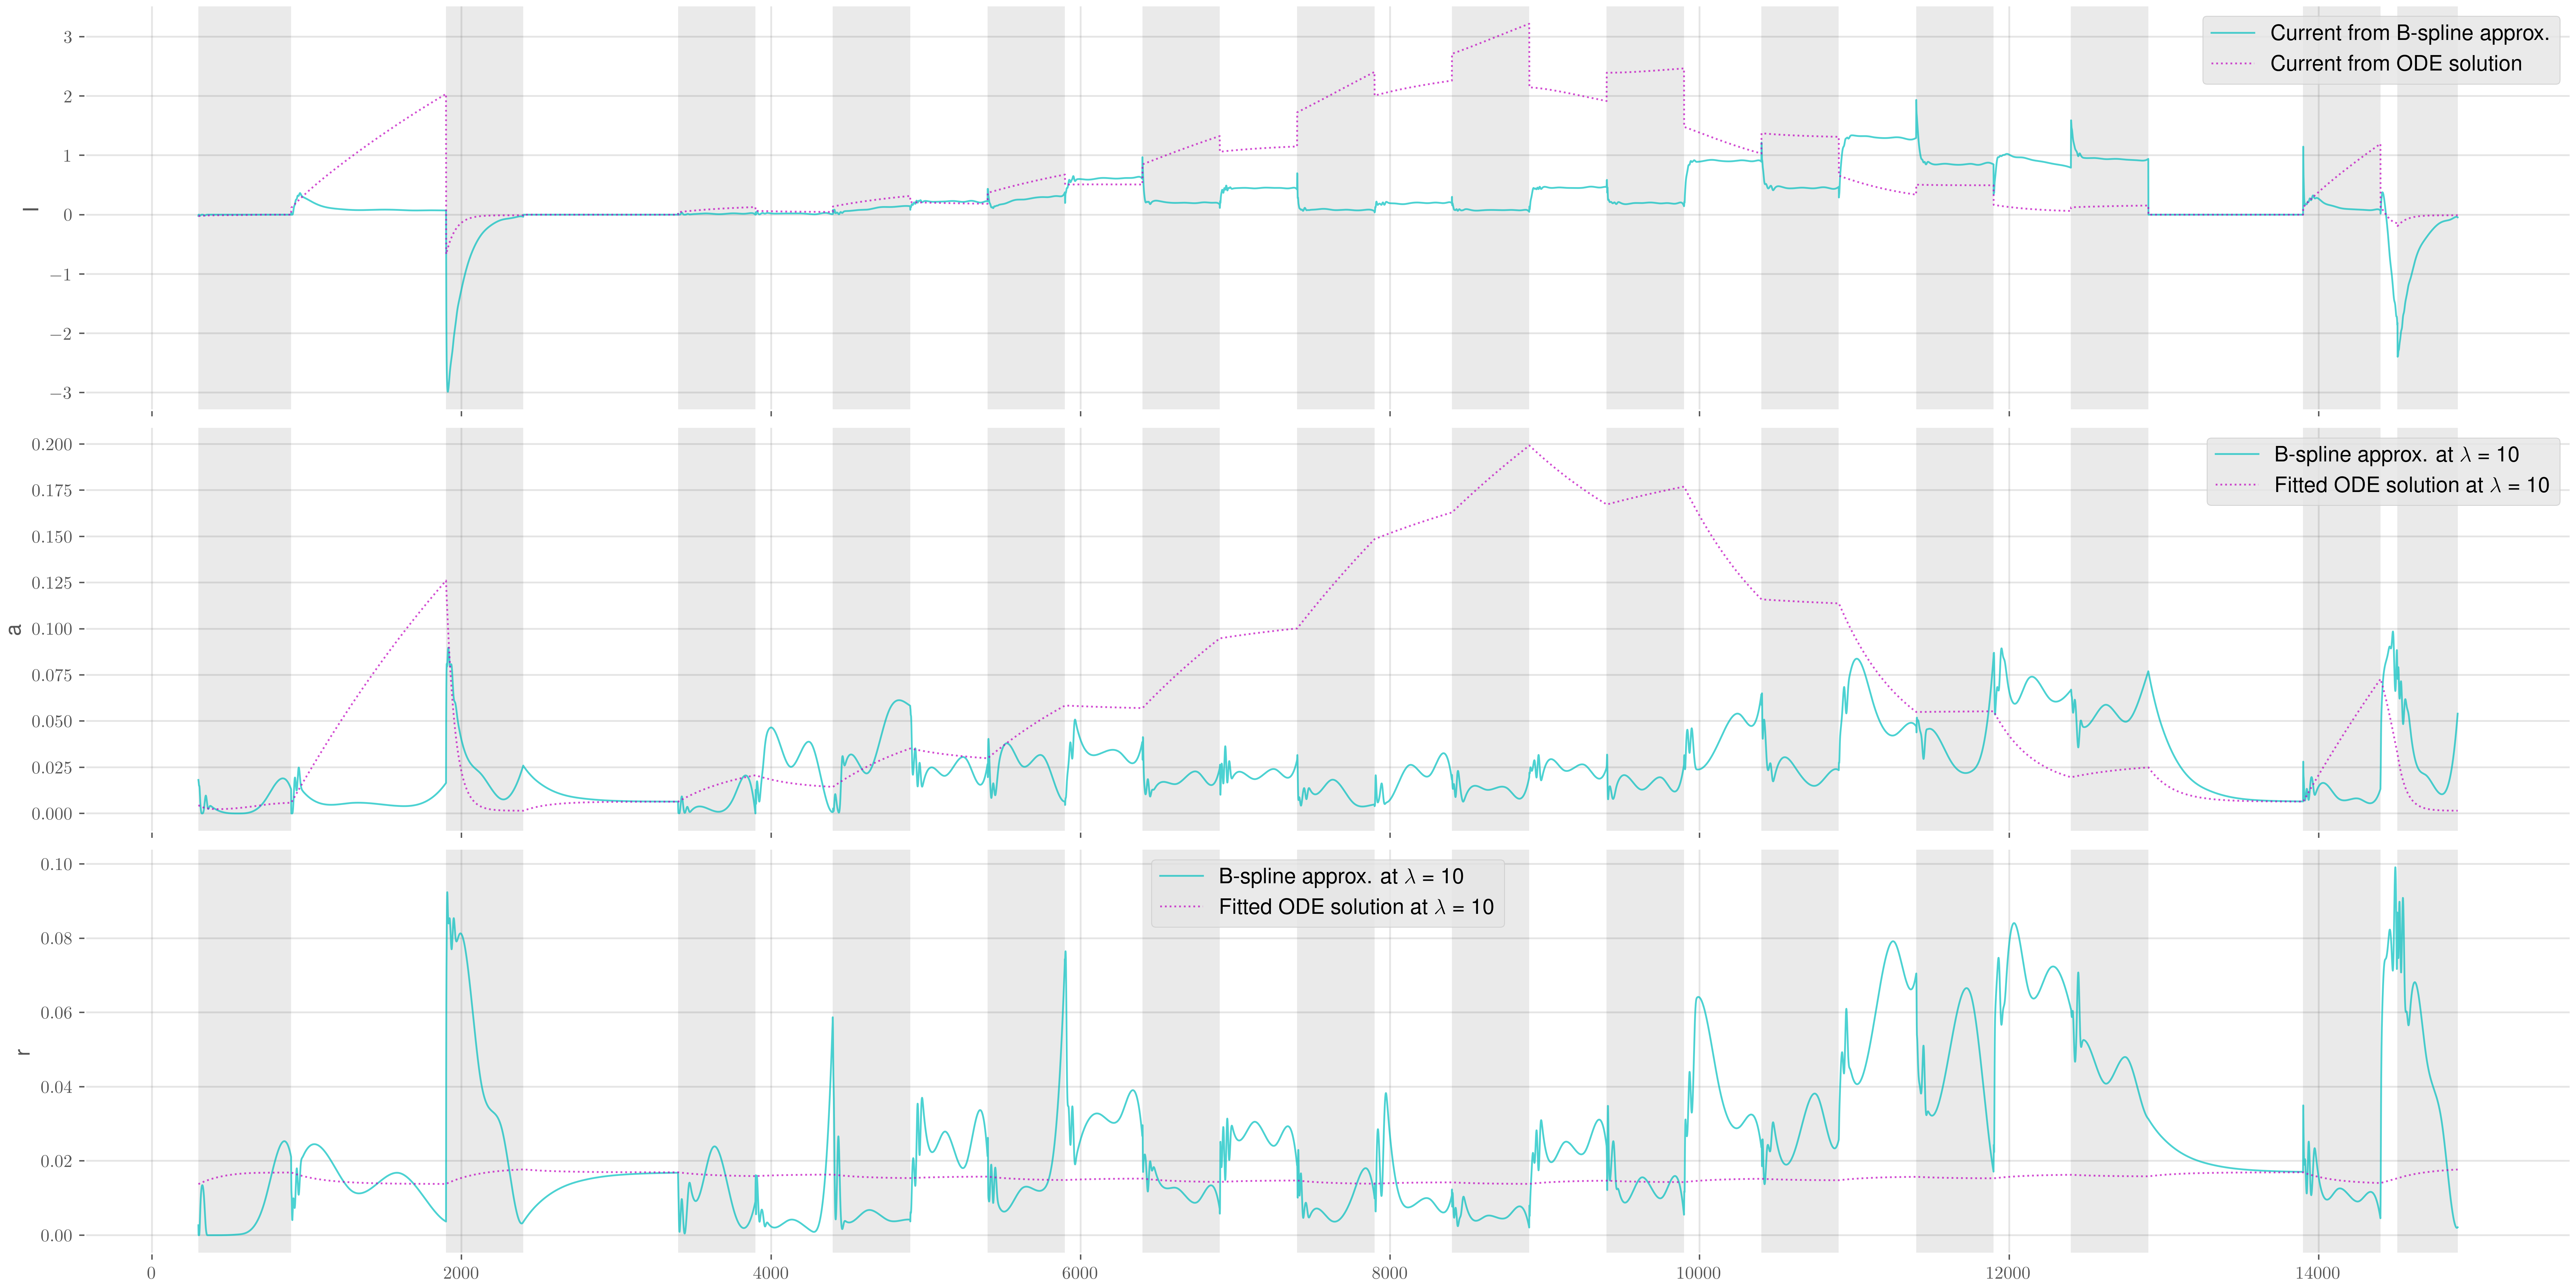 3
2
1
0
−1
−2
−3
I
Current from B-spline approx.
Current from ODE solution
0.200
0.175
0.150
0.125
0.100
0.075
0.050
0.025
0.000
a
B-spline approx. at λ = 10
Fitted ODE solution at λ = 10
0.10
0.08
0.06
0.04
0.02
0.00
r
B-spline approx. at λ = 10
Fitted ODE solution at λ = 10
0 2000 4000 6000 8000 10000 12000 14000